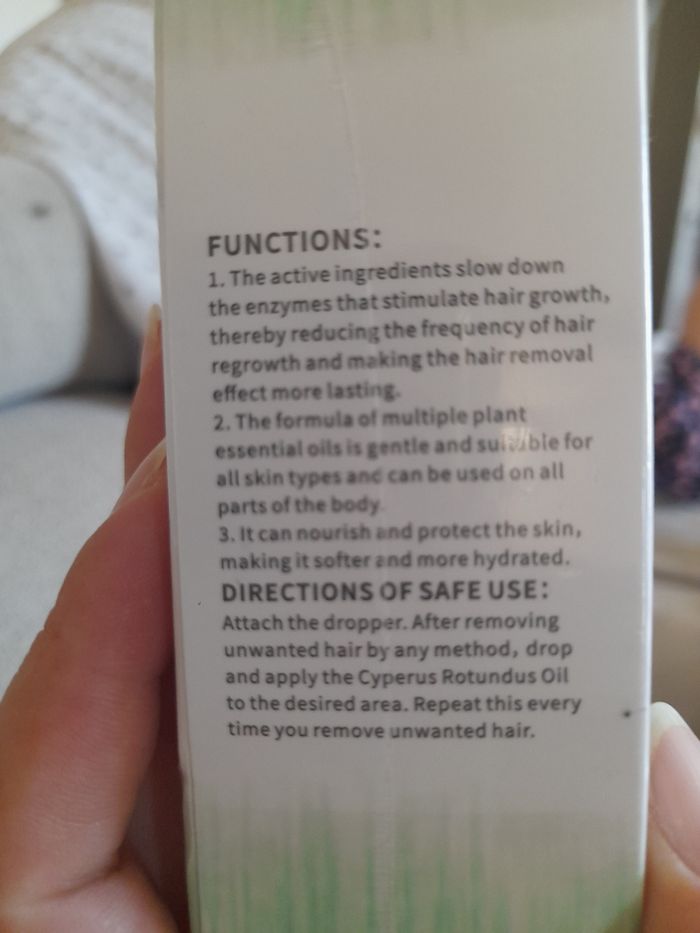 FUNCTIONS:
1. The active ingredients slow down
the enzymes that stimulate hair growth,
thereby reducing the frequency of hair
regrowth and making the hair removal
effect more lasting.
2. The formula of multiple plant
essential oils is gentle and suitable for
all skin types and can be used on all
parts of the body.
3. It can nourish and protect the skin,
making it softer and more hydrated.
DIRECTIONS OF SAFE USE:
Attach the dropper. After removing
unwanted hair by any method, drop
and apply the Cyperus Rotundus Oil
to the desired area. Repeat this every
time you remove unwanted hair.